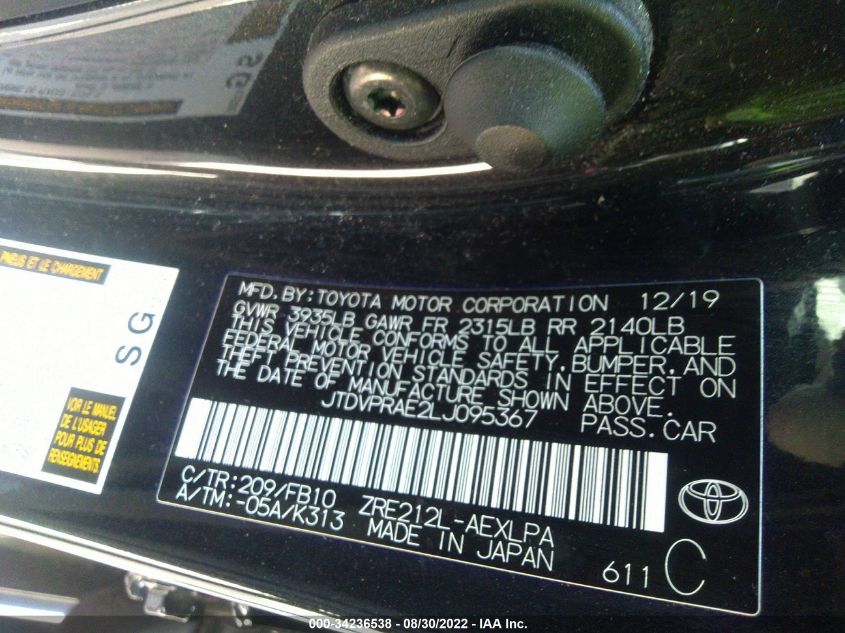 PNEUS ET LE CHARGEMENT
SG
VOIR LE MANUEL
DE L'USAGER
POUR PLUS DE
RENSEIGNEMENTS
MFD. BY: TOYOTA MOTOR CORPORATION 12/19
GVWR 3935LB GAWR FR 2315LB RR 2140LB
THIS VEHICLE CONFORMS TO ALL APPLICABLE
FEDERAL MOTOR VEHICLE SAFETY, BUMPER, AND
THEFT PREVENTION STANDARDS IN EFFECT ON
THE DATE OF MANUFACTURE SHOWN ABOVE.
JTDVPRAE2LJ095367 PASS.CAR
C/TR:209/FB10 ZRE212L-AEXLPA
A/TM:-05A/K313 MADE IN JAPAN
611 C
000-34236538 - 08/30/2022 - © IAA Inc.